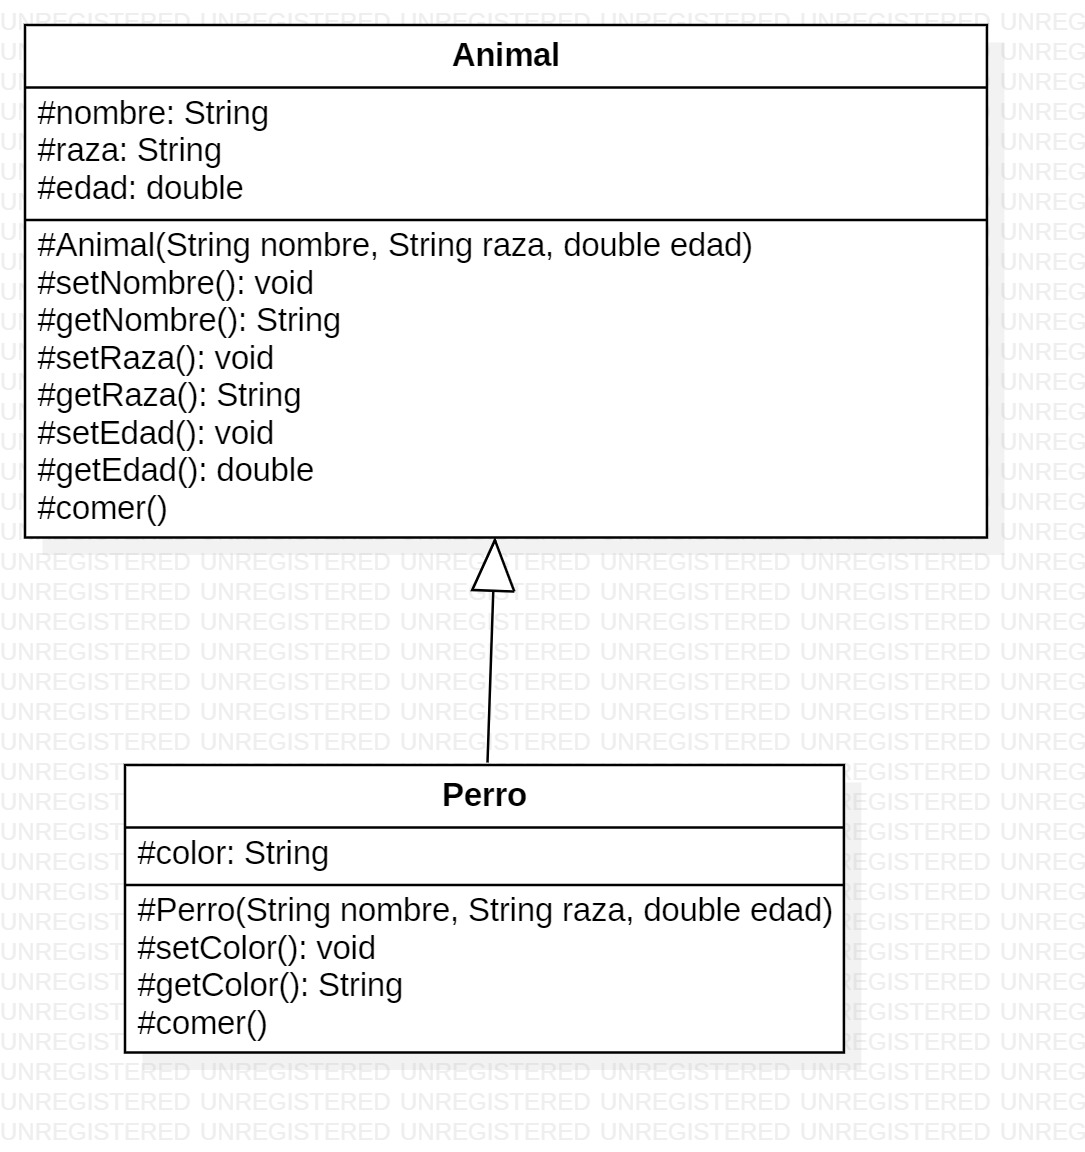 Animal
#nombre: String
#raza: String
#edad: double
#Animal(String nombre, String raza, double edad)
#setNombre(): void
#getNombre(): String
#setRaza(): void
#getRaza(): String
#setEdad(): void
#getEdad(): double
#comer()
UNREGISTERED UNREGISTERED UNREGISTERED UNREGISTERED UNREGISTERED UNREG
Perro
#color: String
#Perro(String nombre, String raza, double edad)
#setColor(): void
#getColor(): String
#comer()